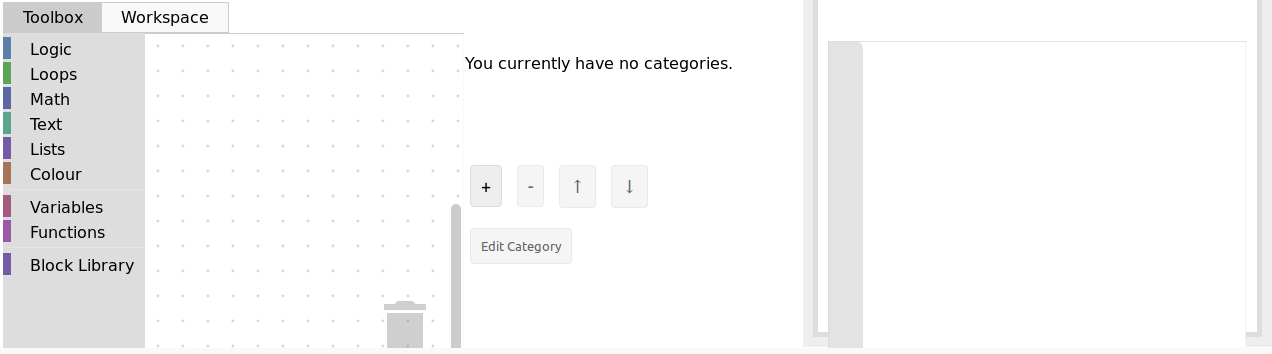 Toolbox
Workspace
Logic
Loops
Math
Text
Lists
Colour
Variables
Functions
Block Library
You currently have no categories.
+
-
↑
↓
Edit Category